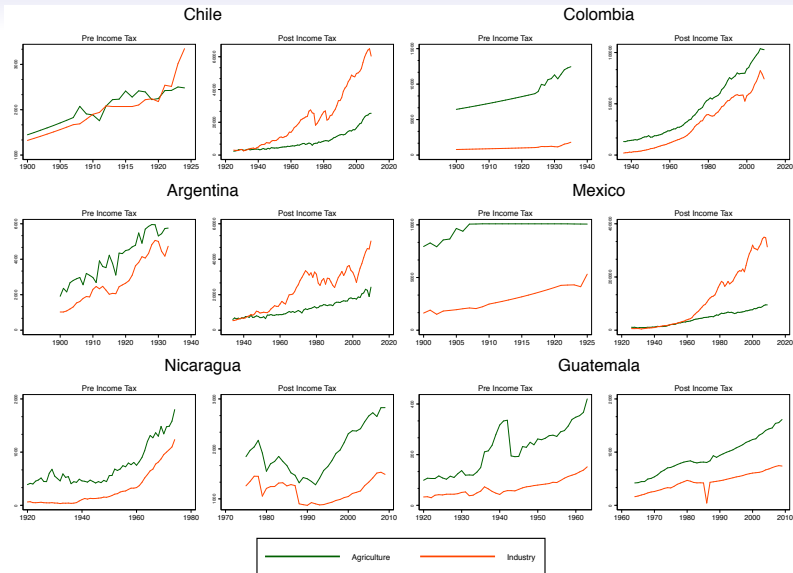 Chile
Colombia
Pre Income Tax
Post Income Tax
Pre Income Tax
Post Income Tax
1900 1905 1910 1915 1920 1925
1920 1940 1960 1980 2000 2020
1890 1900 1910 1920 1930 1940
1940 1960 1980 2000 2020
Argentina
Mexico
Pre Income Tax
Post Income Tax
Pre Income Tax
Post Income Tax
1900 1910 1920 1930 1940
1940 1960 1980 2000 2020
1900 1905 1910 1915 1920 1925
1920 1940 1960 1980 2000 2020
Nicaragua
Guatemala
Pre Income Tax
Post Income Tax
Pre Income Tax
Post Income Tax
1920 1940 1960 1980
1970 1980 1990 2000 2010
1920 1930 1940 1950 1960
1960 1970 1980 1990 2000 2010
Agriculture
Industry